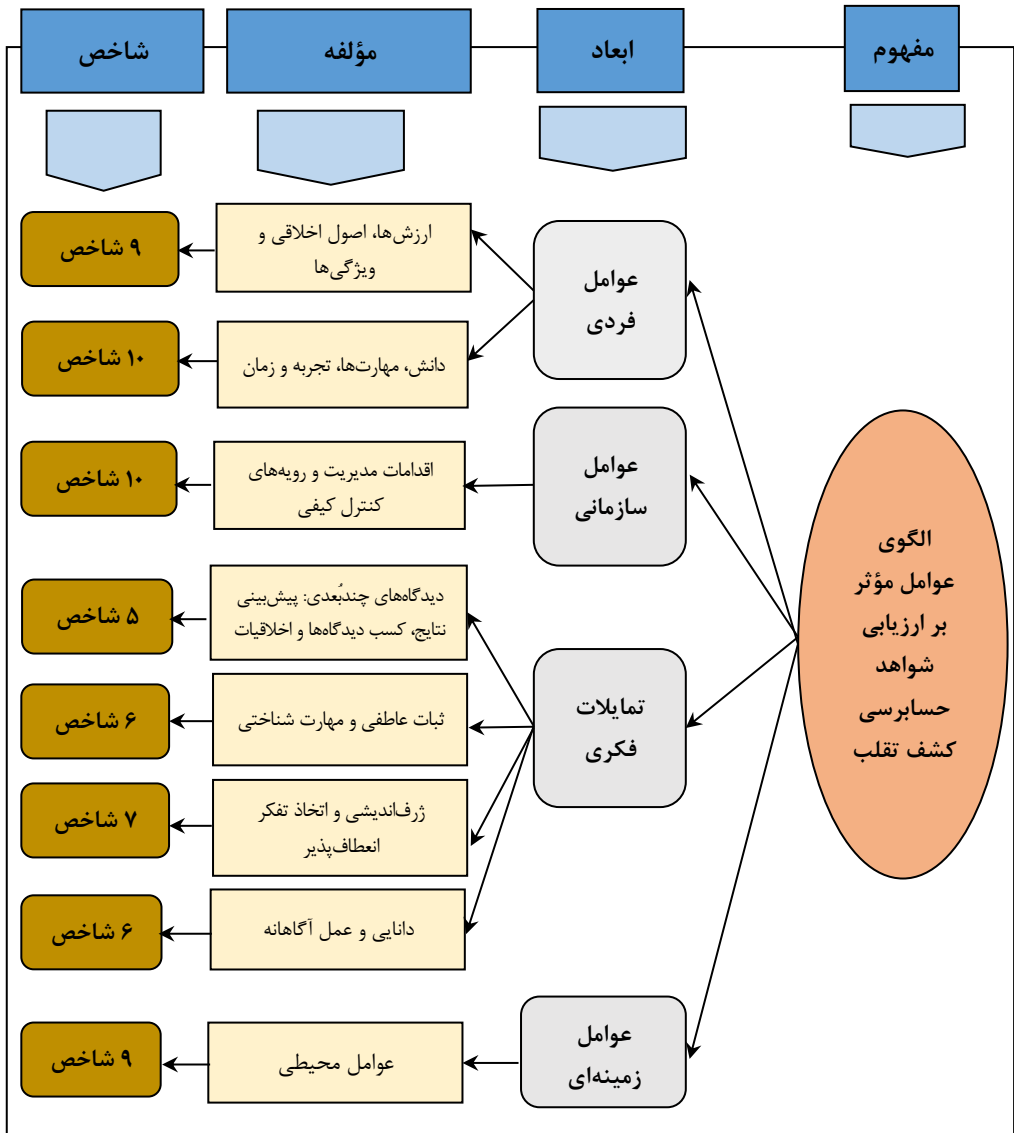 مفهوم
ابعاد
مؤلفه
شاخص
الگوی
عوامل مؤثر
بر ارزیابی
شواهد
حسابرسی
کشف تقلب
عوامل
فردی
ارزش‌ها، اصول اخلاقی و
ویژگی‌ها
۹ شاخص
دانش، مهارت‌ها، تجربه و زمان
۱۰ شاخص
عوامل
سازمانی
اقدامات مدیریت و رویه‌های
کنترل کیفی
۱۰ شاخص
تمایلات
فکری
دیدگاه‌های چندبُعدی: پیش‌بینی
نتایج، کسب دیدگاه‌ها و اخلاقیات
۵ شاخص
ثبات عاطفی و مهارت شناختی
۶ شاخص
ژرف‌اندیشی و اتخاذ تفکر
انعطاف‌پذیر
۷ شاخص
دانایی و عمل آگاهانه
۶ شاخص
عوامل
زمینه‌ای
عوامل محیطی
۹ شاخص